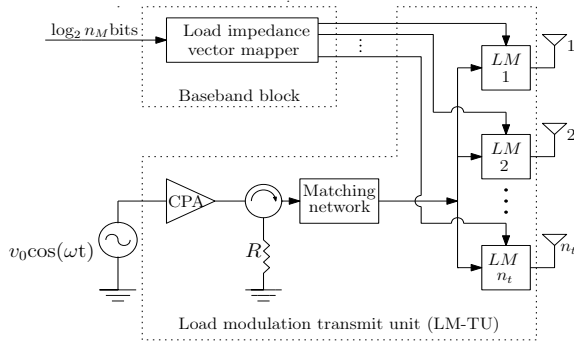 log₂ n_M bits
Load impedance
vector mapper
Baseband block
LM
1
1
LM
2
2
LM
n_t
n_t
CPA
Matching
network
R
v₀cos(ωt)
Load modulation transmit unit (LM-TU)